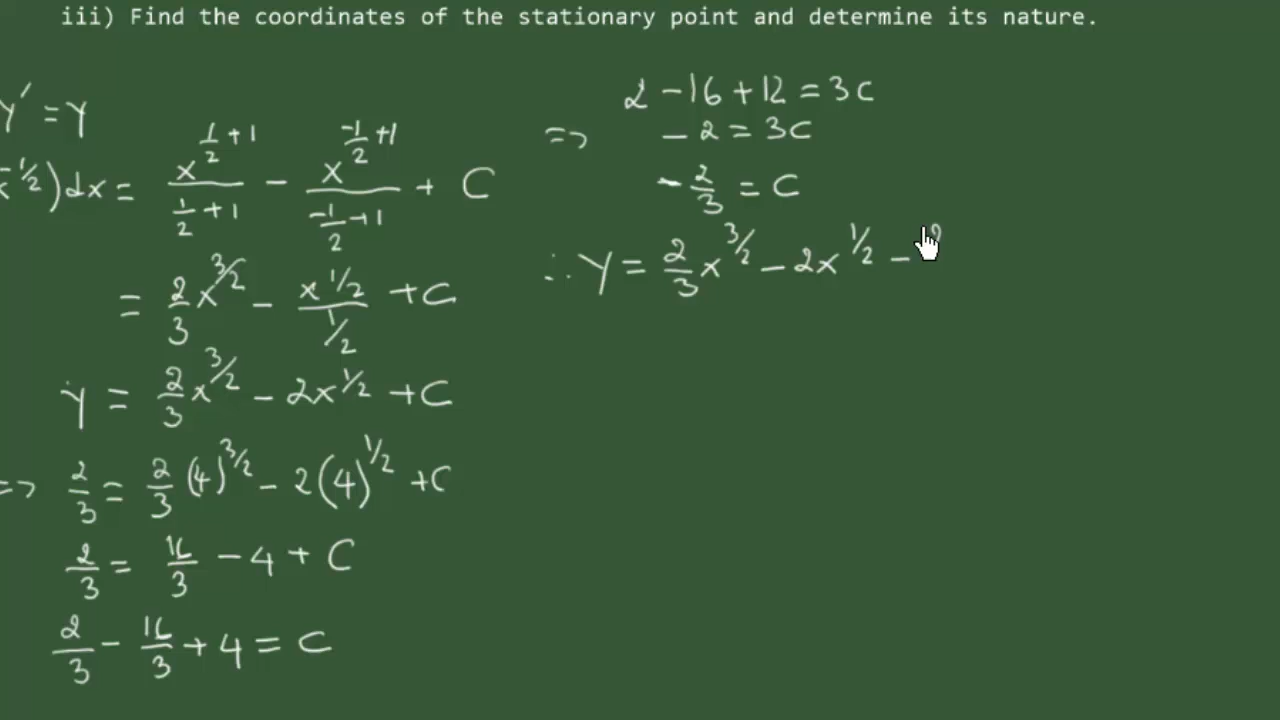 iii) Find the coordinates of the stationary point and determine its nature.
Y' = Y
x^(-1/2)) dx = x^(1/2 + 1) / (1/2 + 1) - x^(-1/2 + 1) / (-1/2 + 1) + C
= 2/3 x^(3/2) - x^(1/2) / (1/2) + C
Y = 2/3 x^(3/2) - 2x^(1/2) + C
=> 2/3 = 2/3 (4)^(3/2) - 2(4)^(1/2) + C
2/3 = 16/3 - 4 + C
2/3 - 16/3 + 4 = C
2 - 16 + 12 = 3C
=> - 2 = 3C
- 2/3 = C
∴ Y = 2/3 x^(3/2) - 2x^(1/2) -